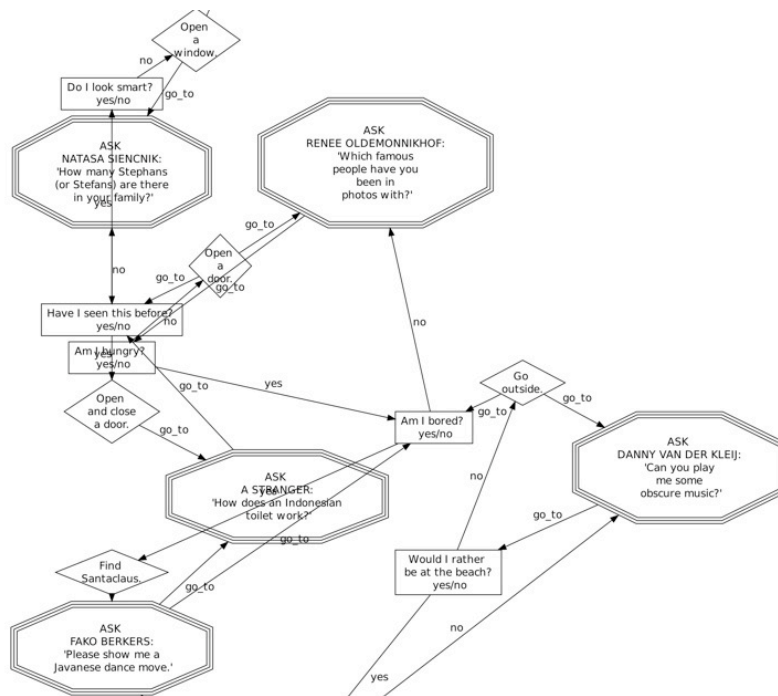 Open
a
window.
no
go_to
Do I look smart?
yes/no
ASK
NATASA SIENCNIK:
'How many Stephans
(or Stefans) are there
in your family?'
yes
ASK
RENEE OLDEMONNIKHOF:
'Which famous
people have you
been in
photos with?'
no
go_to
Open
a
door.
go_to
go_to
Have I seen this before?
yes/no
no
Am I hungry?
yes/no
yes
go_to
yes
no
Open
and close
a door.
go_to
Am I bored?
yes/no
go_to
Go
outside.
go_to
ASK
DANNY VAN DER KLEIJ:
'Can you play
me some
obscure music?'
no
ASK
A STRANGER:
'How does an Indonesian
toilet work?'
yes
go_to
go_to
Would I rather
be at the beach?
yes/no
Find
Santaclaus.
go_to
ASK
FAKO BERKERS:
'Please show me a
Javanese dance move.'
no
yes